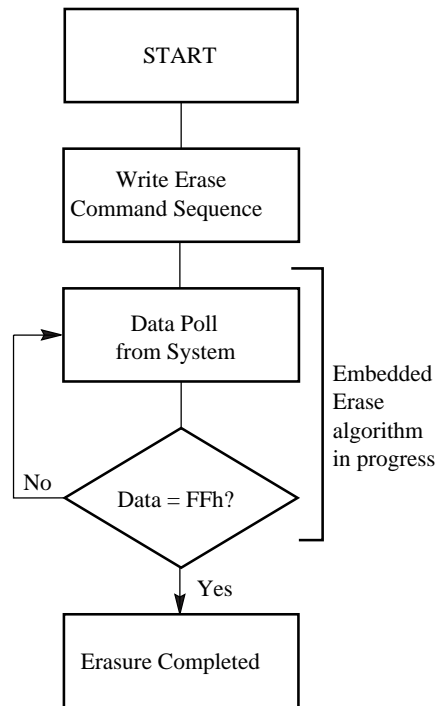 START
Write Erase
Command Sequence
Data Poll
from System
Embedded
Erase
algorithm
in progress
No
Data = FFh?
Yes
Erasure Completed